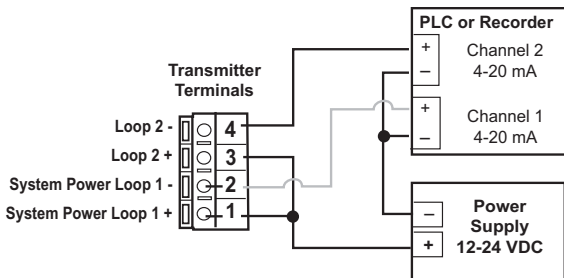 PLC or Recorder
+
Channel 2
–
4-20 mA
+
Channel 1
–
4-20 mA
Transmitter
Terminals
Loop 2 -
4
Loop 2 +
3
System Power Loop 1 -
2
System Power Loop 1 +
1
–
+
Power
Supply
12-24 VDC